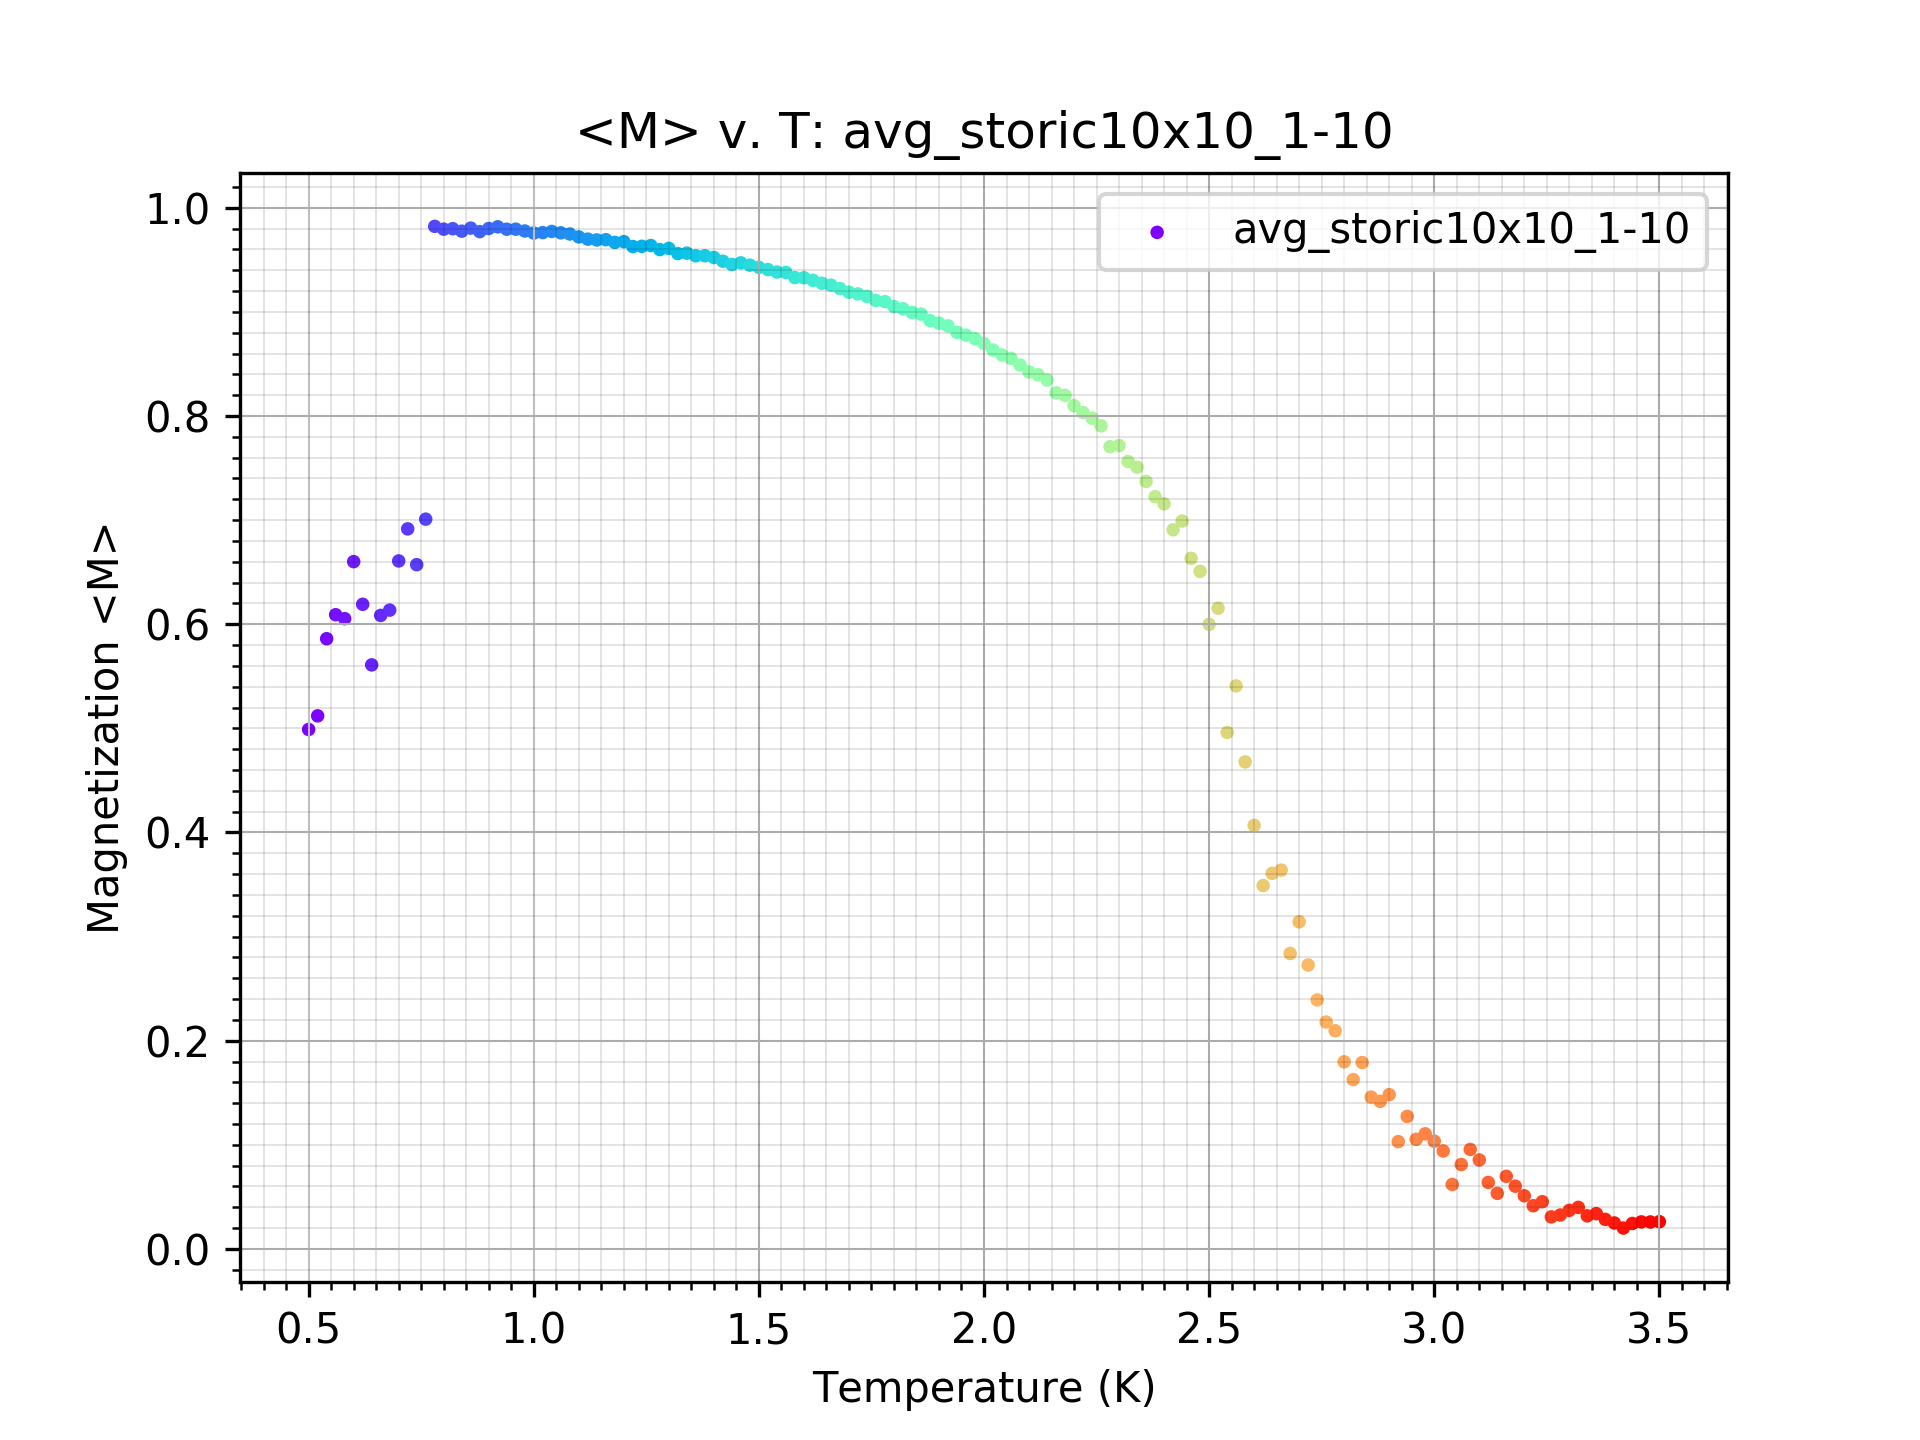 <M> v. T: avg_storic10x10_1-10
avg_storic10x10_1-10
Magnetization <M>
1.0
0.8
0.6
0.4
0.2
0.0
0.5 1.0 1.5 2.0 2.5 3.0 3.5
Temperature (K)